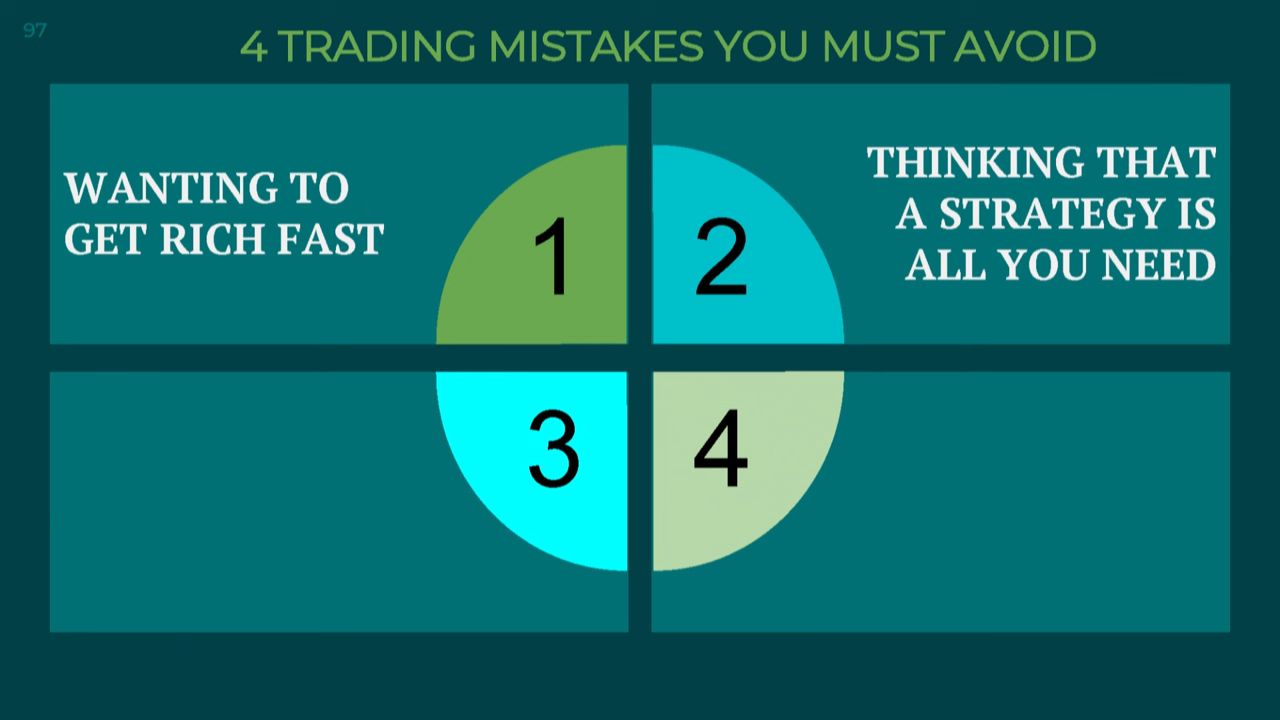 97
4 TRADING MISTAKES YOU MUST AVOID
WANTING TO
GET RICH FAST
1
2
THINKING THAT
A STRATEGY IS
ALL YOU NEED
3
4